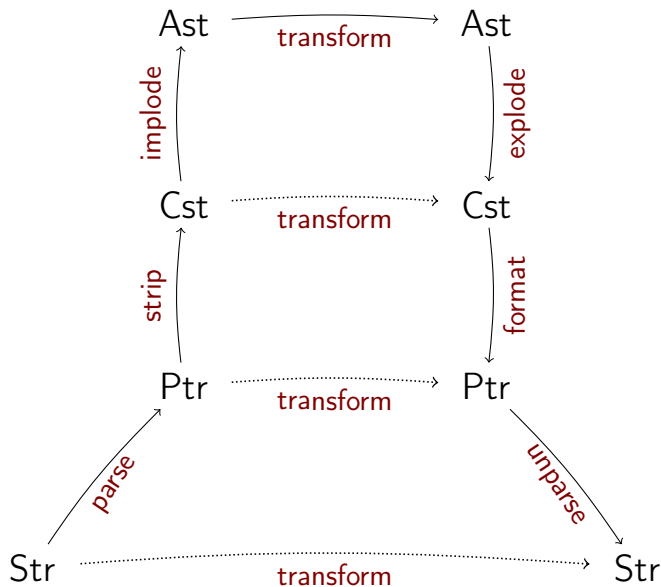 Ast
transform
Ast
implode
explode
Cst
transform
Cst
strip
format
Ptr
transform
Ptr
parse
unparse
Str
transform
Str